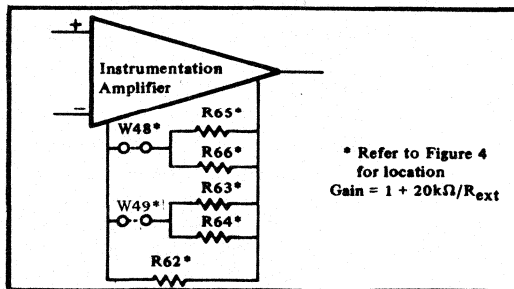 +
Instrumentation
Amplifier
−
W48*
R65*
R66*
W49*
R63*
R64*
R62*
* Refer to Figure 4
for location
Gain = 1 + 20kΩ/Rext